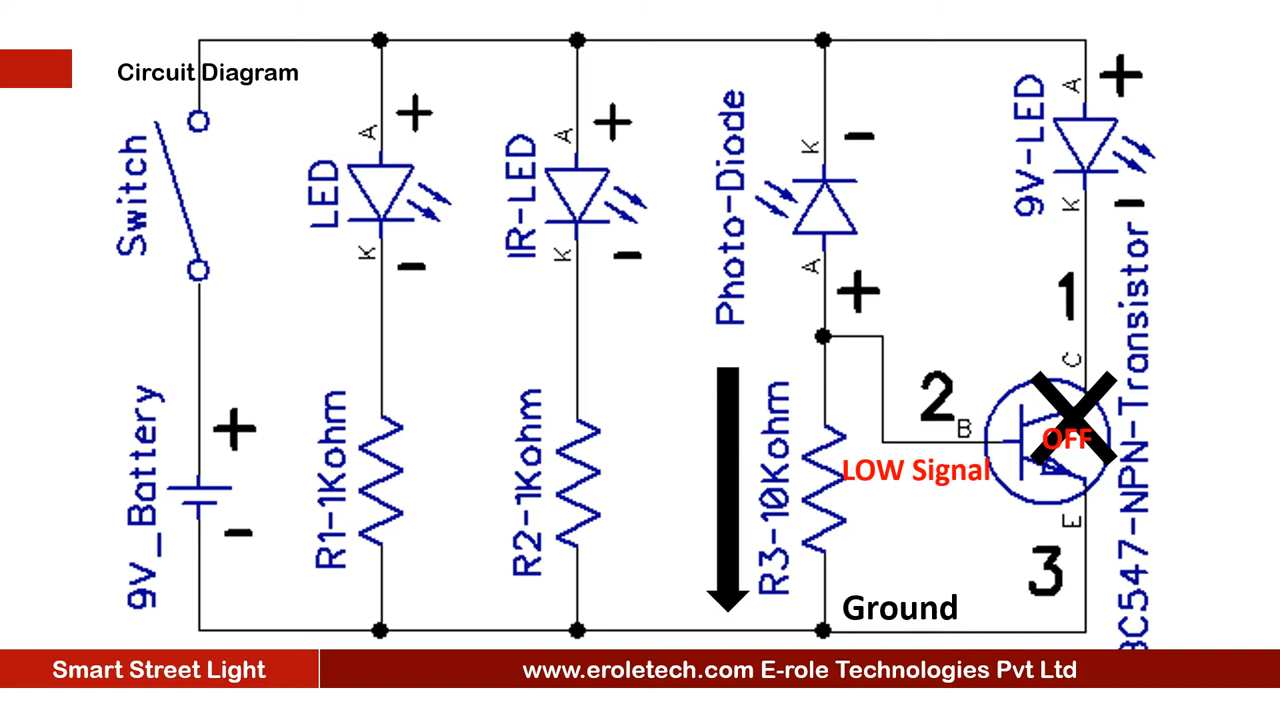 Circuit Diagram
Switch
9v_Battery
+
-
LED
A
+
K
-
R1-1Kohm
IR-LED
A
+
K
-
R2-1Kohm
Photo-Diode
K
-
A
+
R3-10Kohm
9V-LED
A
+
K
-
1
C
2
B
OFF
LOW Signal
E
3
BC547-NPN-Transistor
Ground
Smart Street Light
www.eroletech.com E-role Technologies Pvt Ltd